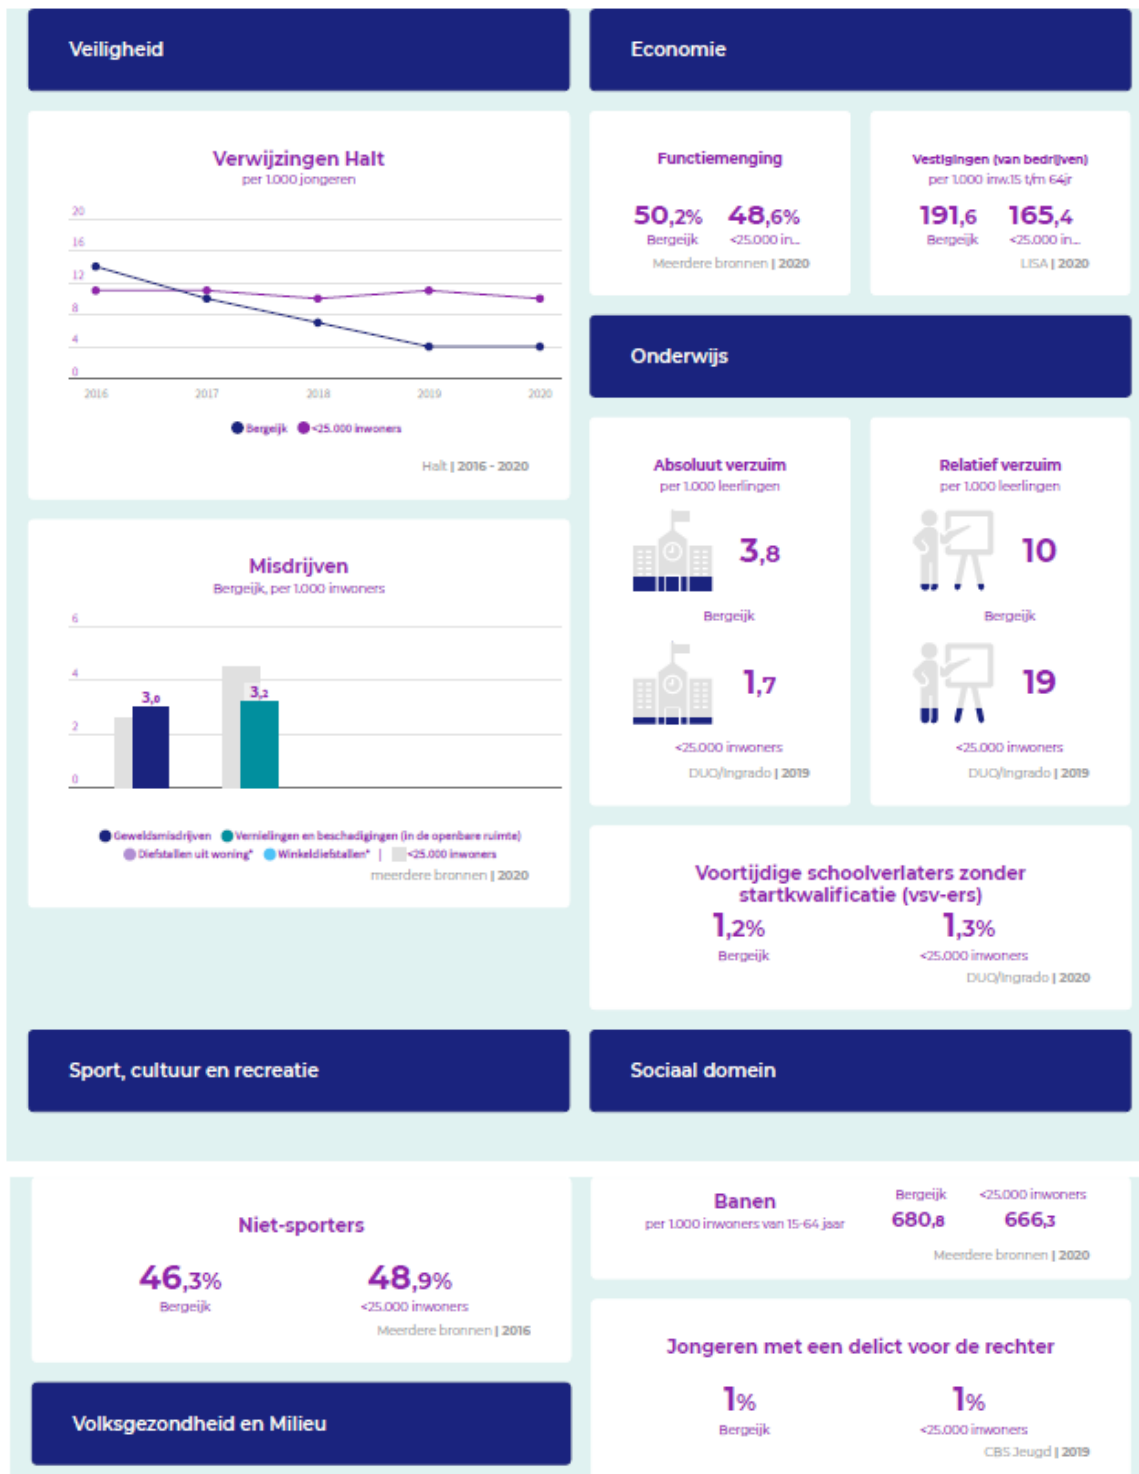 Veiligheid
Verwijzingen Halt
per 1.000 jongeren
20
16
12
8
4
0
2016 2017 2018 2019 2020
Bergeijk <25.000 inwoners
Halt | 2016 - 2020
Misdrijven
Bergeijk, per 1.000 inwoners
6
4
2
0
3,0
3,2
Geweldsmisdrijven Vernielingen en beschadigingen (in de openbare ruimte)
Diefstallen uit woning* Winkeldiefstallen* | <25.000 inwoners
meerdere bronnen | 2020
Economie
Functiemenging
50,2% 48,6%
Bergeijk <25.000 in...
Meerdere bronnen | 2020
Vestigingen (van bedrijven)
per 1.000 inw.15 t/m 64jr
191,6 165,4
Bergeijk <25.000 in...
LISA | 2020
Onderwijs
Absoluut verzuim
per 1.000 leerlingen
3,8
Bergeijk
1,7
<25.000 inwoners
DUO/Ingrado | 2019
Relatief verzuim
per 1.000 leerlingen
10
Bergeijk
19
<25.000 inwoners
DUO/Ingrado | 2019
Voortijdige schoolverlaters zonder
startkwalificatie (vsv-ers)
1,2% 1,3%
Bergeijk <25.000 inwoners
DUO/Ingrado | 2020
Sport, cultuur en recreatie
Niet-sporters
46,3% 48,9%
Bergeijk <25.000 inwoners
Meerdere bronnen | 2016
Volksgezondheid en Milieu
Sociaal domein
Banen
per 1.000 inwoners van 15-64 jaar
Bergeijk <25.000 inwoners
680,8 666,3
Meerdere bronnen | 2020
Jongeren met een delict voor de rechter
1% 1%
Bergeijk <25.000 inwoners
CBS Jeugd | 2019